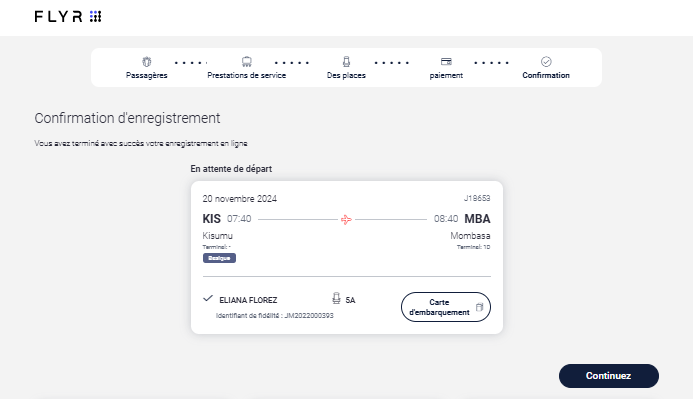 FLYR
Passagères
Prestations de service
Des places
paiement
Confirmation
Confirmation d'enregistrement
Vous avez terminé avec succès votre enregistrement en ligne
En attente de départ
20 novembre 2024
J18653
KIS 07:40
08:40 MBA
Kisumu
Mombasa
Terminal: -
Terminal: 1D
ELIANA FLOREZ
5A
Carte
d'embarquement
Identifiant de fidélité : JM2022000393
Continuez